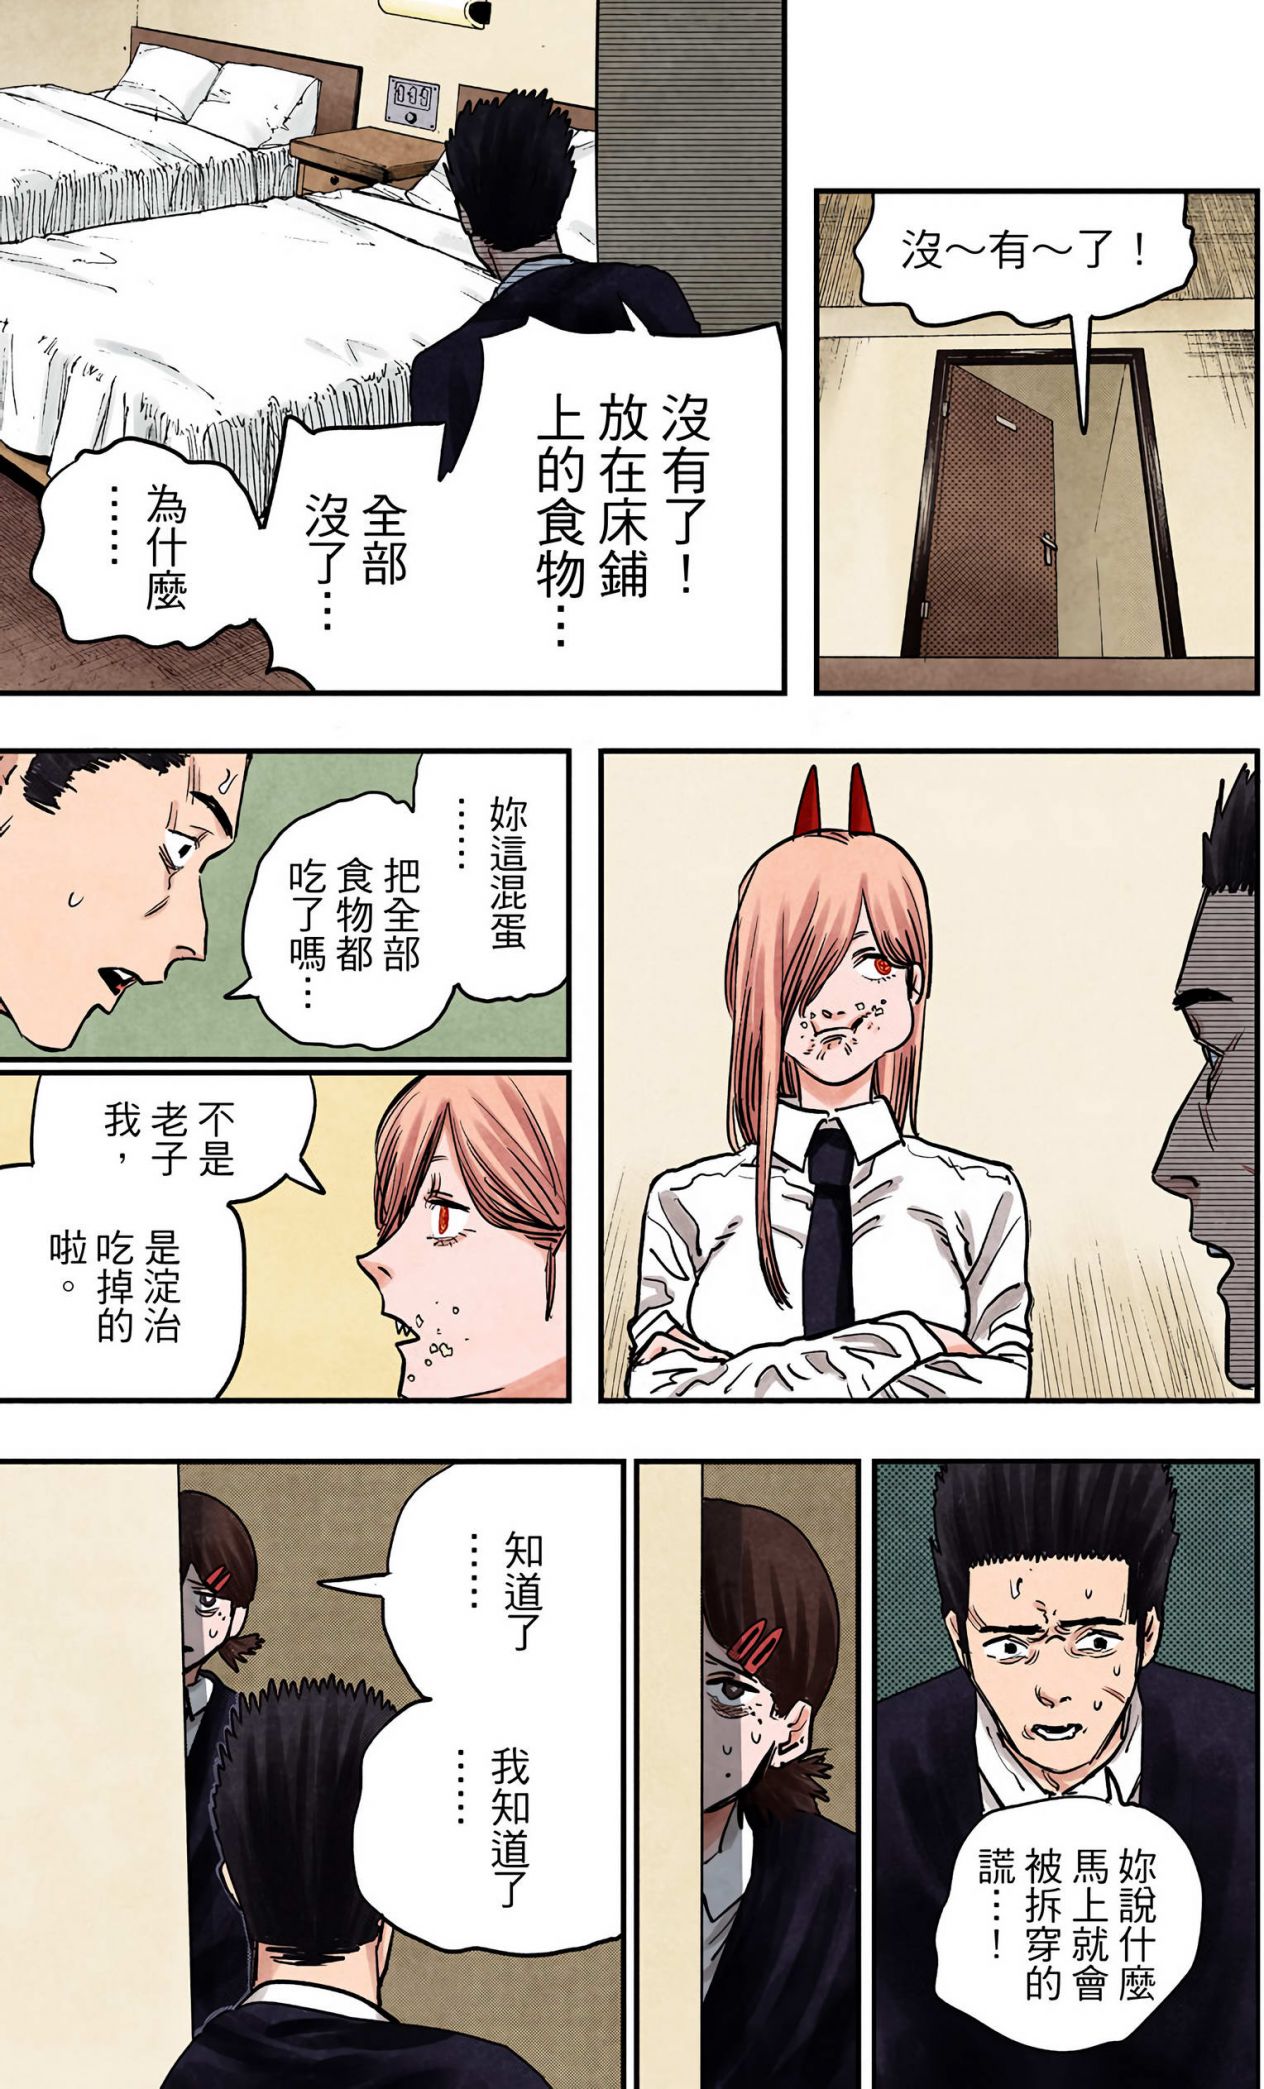 沒～有～了！
沒有了！
放在床鋪
上的食物…
全部
沒了…
為什麼
……
妳這混蛋
……
把全部
食物都
吃了嗎…
不是
老子
我，
是淀治
吃掉的
啦。
妳說什麼
馬上就會
被拆穿的
謊…！
知道了
……
我知道了
……